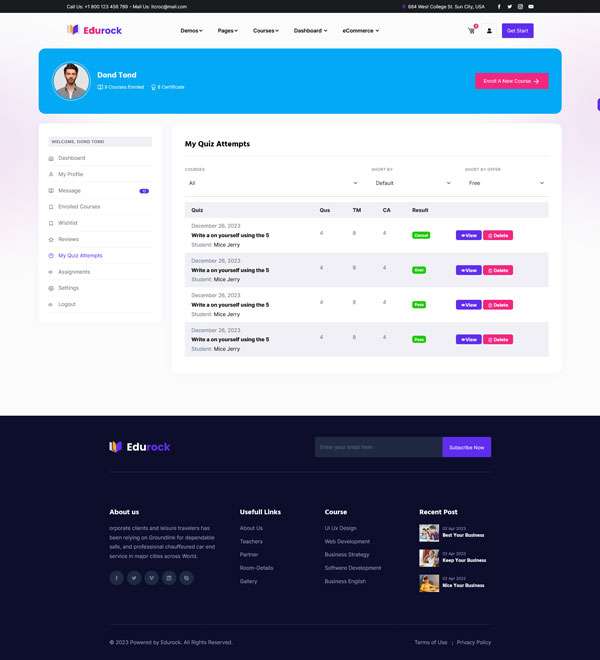 Call Us: +1 800 123 456 789 - Mail Us: Itcroc@mail.com
684 West College St. Sun City, USA
Edurock
Demos Pages Courses Dashboard eCommerce
0
Get Start
Dond Tond
Courses Enroled
Certificate
Enroll A New Course
WELCOME, DOND TOND
Dashboard
My Profile
Message
Enrolled Courses
Wishlist
Reviews
My Quiz Attempts
Assignments
Settings
Logout
My Quiz Attempts
COURSES SHORT BY SHORT BY OFFER
All Default Free
Quiz Qus TM CA Result
December 26, 2023
Write a on yourself using the 5 4 8 4 View Delete
Student: Mice Jerry
December 26, 2023
Write a on yourself using the 5 4 8 4 View Delete
Student: Mice Jerry
December 26, 2023
Write a on yourself using the 5 4 8 4 Pass View Delete
Student: Mice Jerry
December 26, 2023
Write a on yourself using the 5 4 8 4 Pass View Delete
Student: Mice Jerry
Edurock
Enter your email here
Subscribe Now
About us
orporate clients and leisure travelers has
been relying on Groundlink for dependable
safe, and professional chauffeured car end
service in major cities across World.
Usefull Links
About Us
Teachers
Partner
Room-Details
Gallery
Course
Ui Ux Design
Web Development
Business Strategy
Softwere Development
Business English
Recent Post
02 Apr 2023
Best Your Business
02 Apr 2023
Keep Your Business
02 Apr 2023
Nice Your Business
© 2023 Powered by Edurock. All Rights Reserved.
Terms of Use | Privacy Policy